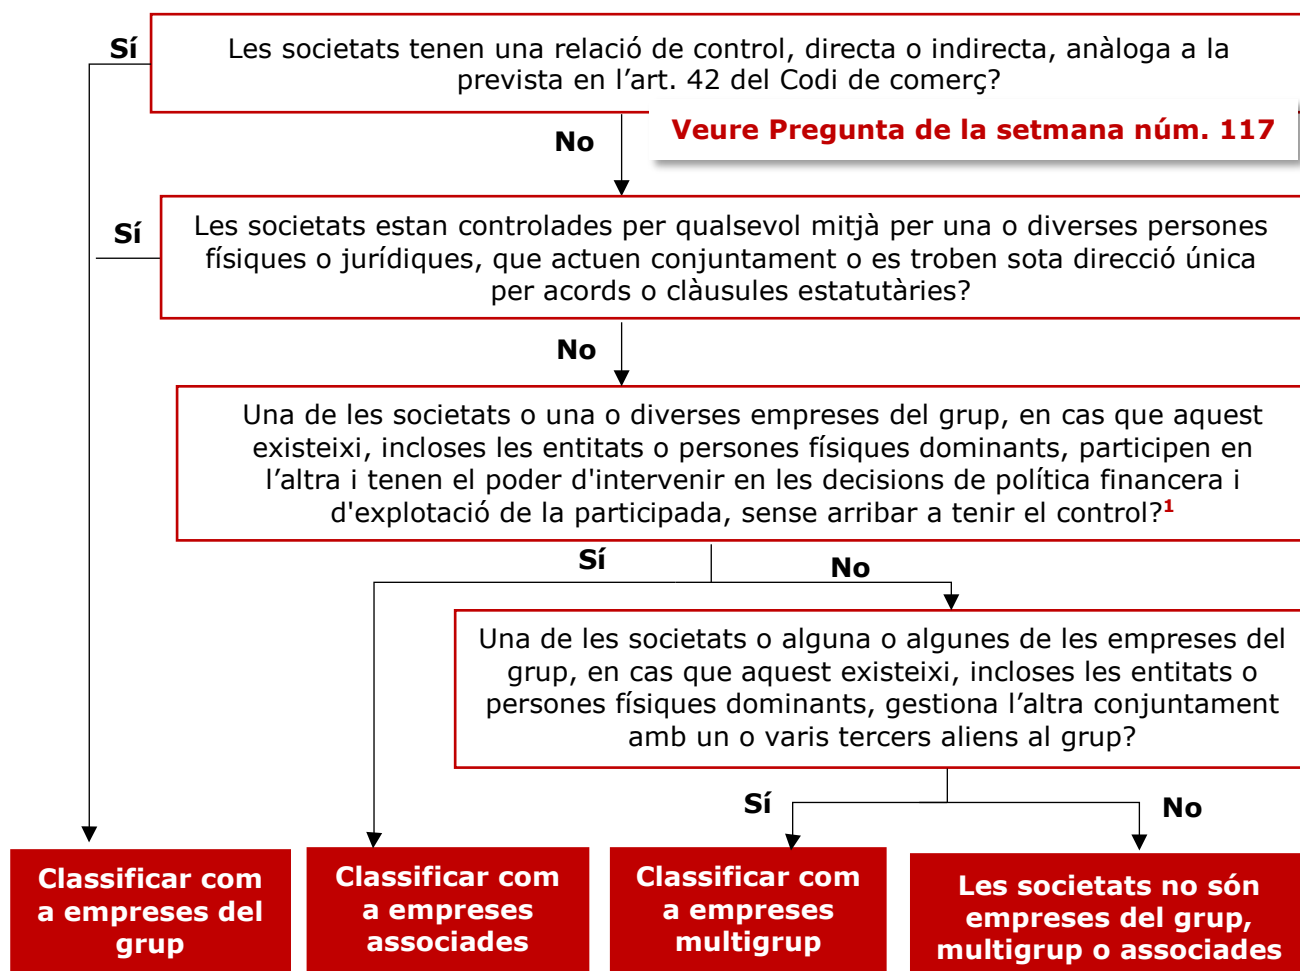 Sí
Les societats tenen una relació de control, directa o indirecta, anàloga a la
prevista en l’art. 42 del Codi de comerç?
Veure Pregunta de la setmana núm. 117
No
Sí
Les societats estan controlades per qualsevol mitjà per una o diverses persones
físiques o jurídiques, que actuen conjuntament o es troben sota direcció única
per acords o clàusules estatutàries?
No
Una de les societats o una o diverses empreses del grup, en cas que aquest
existeixi, incloses les entitats o persones físiques dominants, participen en
l’altra i tenen el poder d'intervenir en les decisions de política financera i
d'explotació de la participada, sense arribar a tenir el control?1
Sí
No
Una de les societats o alguna o algunes de les empreses del
grup, en cas que aquest existeixi, incloses les entitats o
persones físiques dominants, gestiona l’altra conjuntament
amb un o varis tercers aliens al grup?
Sí
No
Classificar com
a empreses del
grup
Classificar com
a empreses
associades
Classificar com
a empreses
multigrup
Les societats no són
empreses del grup,
multigrup o associades